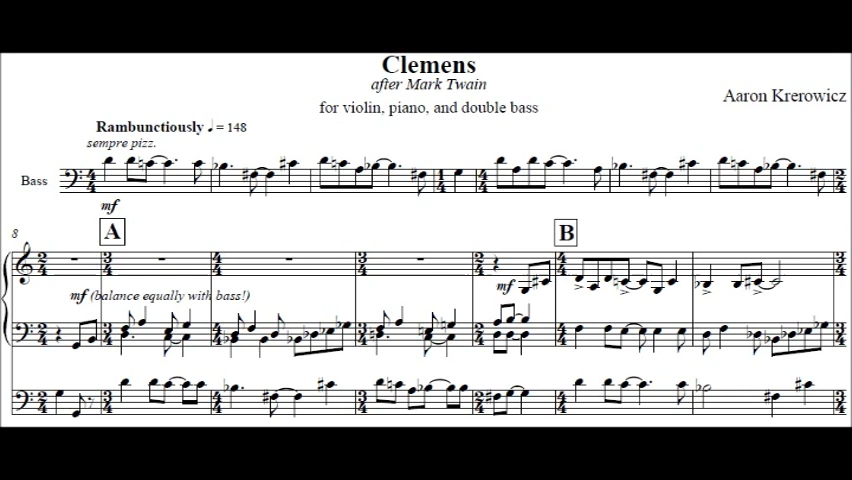 Clemens
after Mark Twain
for violin, piano, and double bass
Aaron Krerowicz
Rambunctiously ♩ = 148
sempre pizz.
Bass
mf
8
A
B
mf (balance equally with bass!)
mf